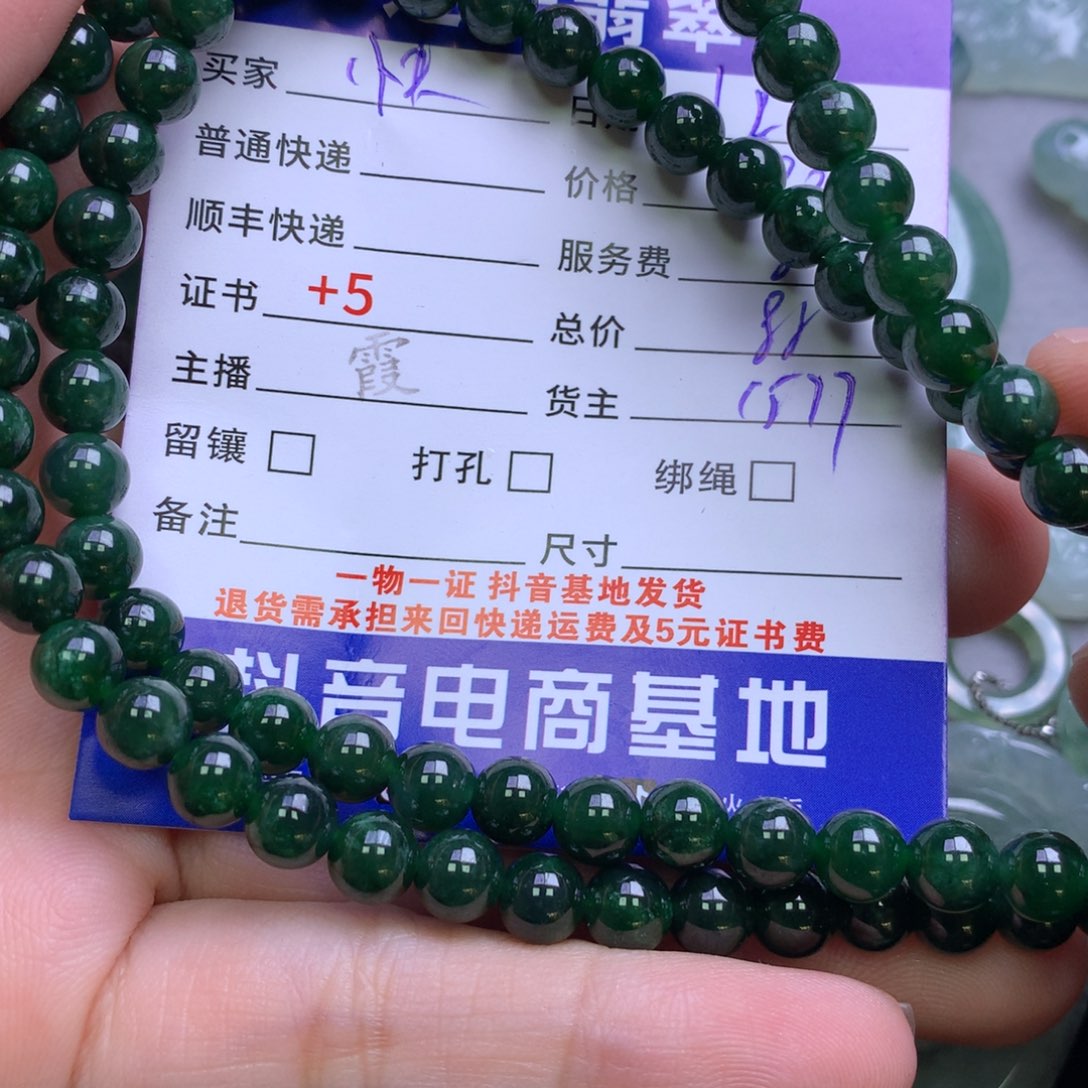 翡翠
买家
普通快递 价格
顺丰快递 服务费
证书 +5 总价
主播 霞 货主 1577
留镶 □ 打孔 □ 绑绳 □
备注 尺寸
一物一证 抖音基地发货
退货需承担来回快递运费及5元证书费
抖音电商基地